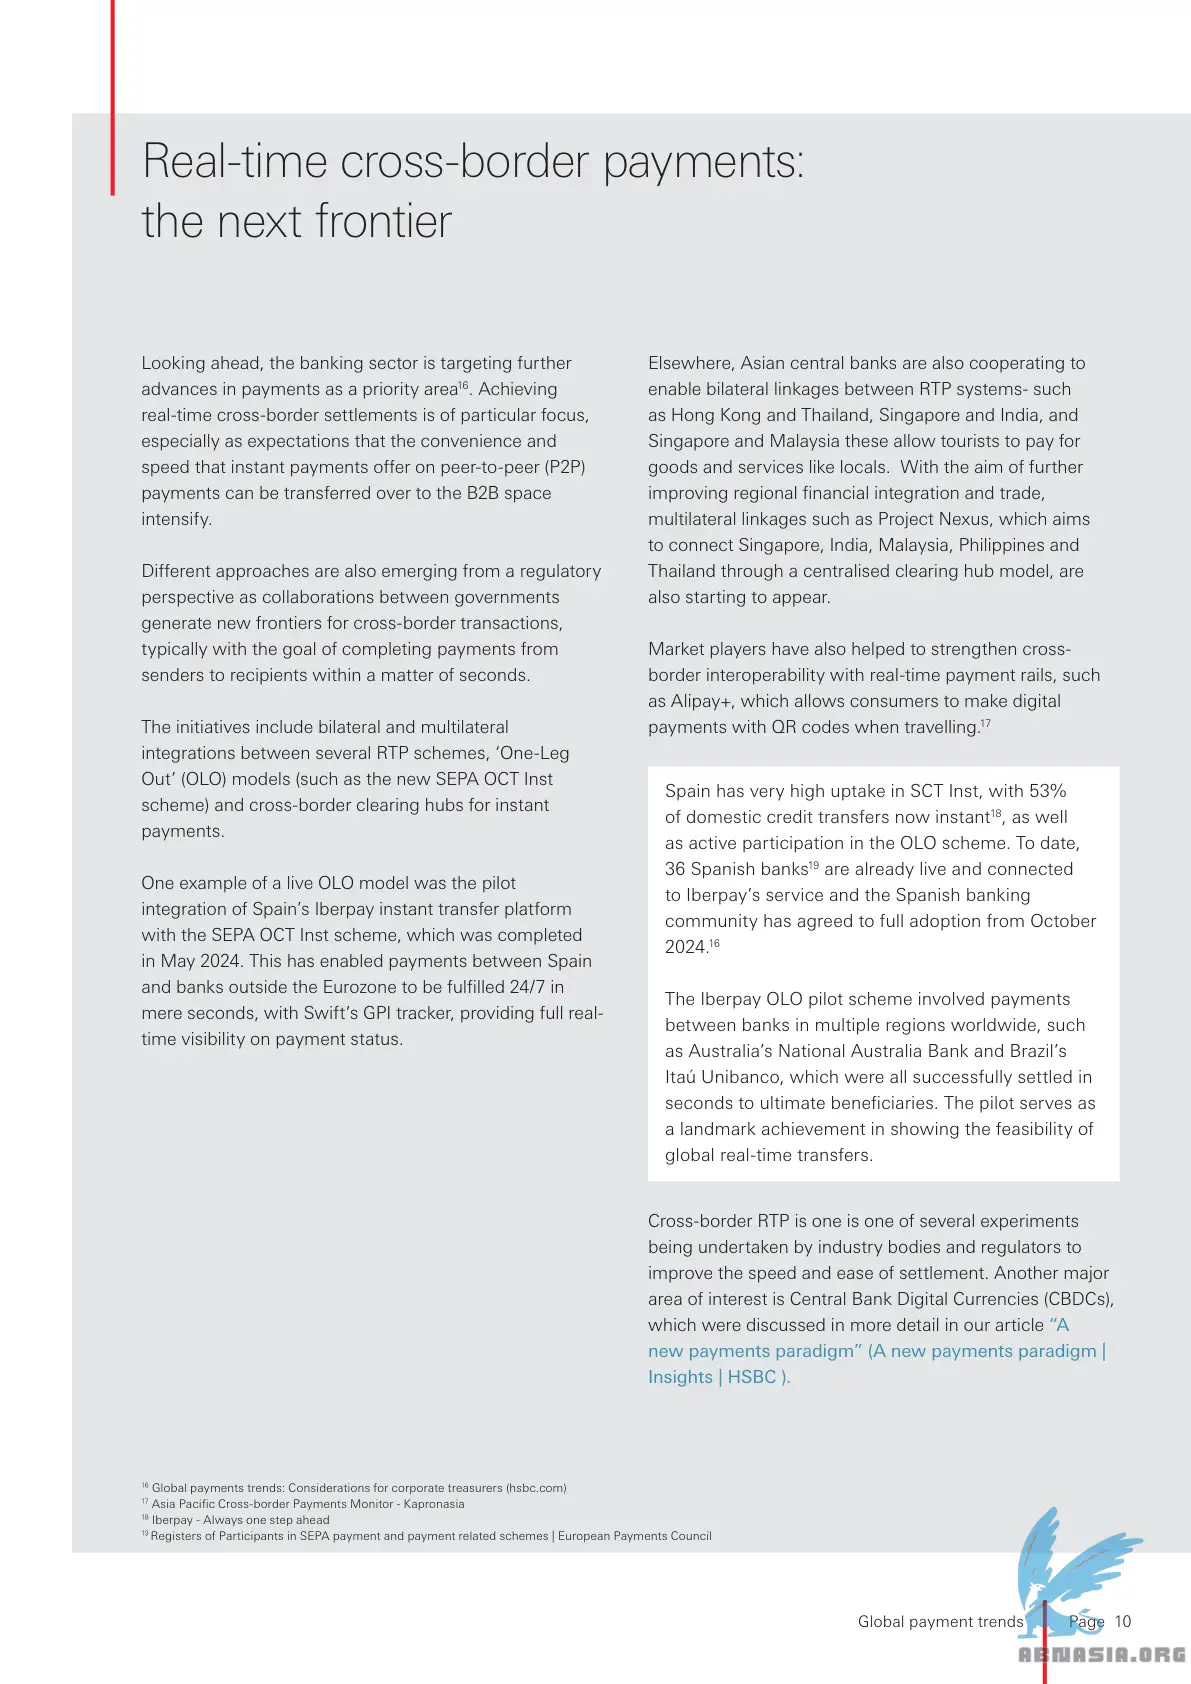 Real-time cross-border payments:
the next frontier
Looking ahead, the banking sector is targeting further
advances in payments as a priority area¹⁶. Achieving
real-time cross-border settlements is of particular focus,
especially as expectations that the convenience and
speed that instant payments offer on peer-to-peer (P2P)
payments can be transferred over to the B2B space
intensify.
Different approaches are also emerging from a regulatory
perspective as collaborations between governments
generate new frontiers for cross-border transactions,
typically with the goal of completing payments from
senders to recipients within a matter of seconds.
The initiatives include bilateral and multilateral
integrations between several RTP schemes, ‘One-Leg
Out’ (OLO) models (such as the new SEPA OCT Inst
scheme) and cross-border clearing hubs for instant
payments.
One example of a live OLO model was the pilot
integration of Spain’s Iberpay instant transfer platform
with the SEPA OCT Inst scheme, which was completed
in May 2024. This has enabled payments between Spain
and banks outside the Eurozone to be fulfilled 24/7 in
mere seconds, with Swift’s GPI tracker, providing full real-
time visibility on payment status.
Elsewhere, Asian central banks are also cooperating to
enable bilateral linkages between RTP systems- such
as Hong Kong and Thailand, Singapore and India, and
Singapore and Malaysia these allow tourists to pay for
goods and services like locals.  With the aim of further
improving regional financial integration and trade,
multilateral linkages such as Project Nexus, which aims
to connect Singapore, India, Malaysia, Philippines and
Thailand through a centralised clearing hub model, are
also starting to appear.
Market players have also helped to strengthen cross-
border interoperability with real-time payment rails, such
as Alipay+, which allows consumers to make digital
payments with QR codes when travelling.¹⁷
Spain has very high uptake in SCT Inst, with 53%
of domestic credit transfers now instant¹⁸, as well
as active participation in the OLO scheme. To date,
36 Spanish banks¹⁹ are already live and connected
to Iberpay’s service and the Spanish banking
community has agreed to full adoption from October
2024.¹⁶
The Iberpay OLO pilot scheme involved payments
between banks in multiple regions worldwide, such
as Australia’s National Australia Bank and Brazil’s
Itaú Unibanco, which were all successfully settled in
seconds to ultimate beneficiaries. The pilot serves as
a landmark achievement in showing the feasibility of
global real-time transfers.
Cross-border RTP is one is one of several experiments
being undertaken by industry bodies and regulators to
improve the speed and ease of settlement. Another major
area of interest is Central Bank Digital Currencies (CBDCs),
which were discussed in more detail in our article “A
new payments paradigm” (A new payments paradigm |
Insights | HSBC ).
¹⁶ Global payments trends: Considerations for corporate treasurers (hsbc.com)
¹⁷ Asia Pacific Cross-border Payments Monitor - Kapronasia
¹⁸ Iberpay - Always one step ahead
¹⁹ Registers of Participants in SEPA payment and payment related schemes | European Payments Council
Global payment trends
Page 10
ABNASIA.ORG